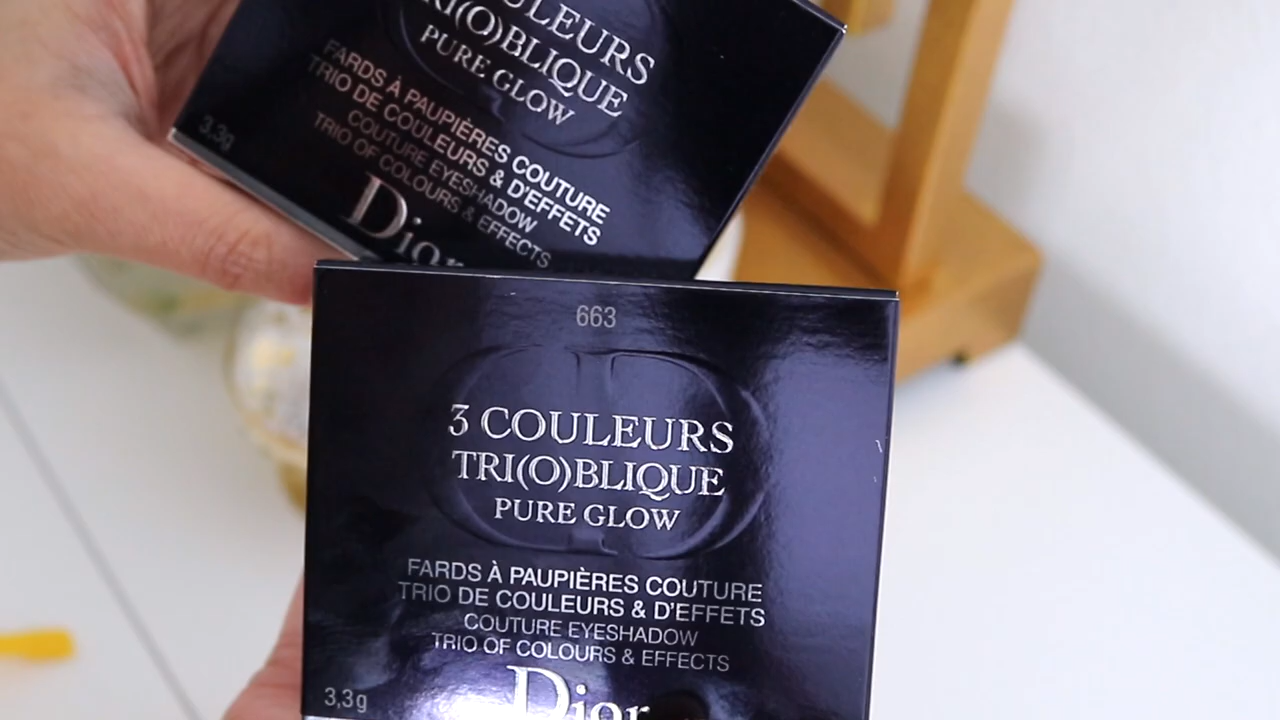 ULEURS
RI(O)BLIQUE
PURE GLOW
FARDS À PAUPIÈRES COUTURE
TRIO DE COULEURS & D'EFFETS
COUTURE EYESHADOW
TRIO OF COLOURS & EFFECTS
3.3g
Dior
663
3 COULEURS
TRI(O)BLIQUE
PURE GLOW
FARDS À PAUPIÈRES COUTURE
TRIO DE COULEURS & D'EFFETS
COUTURE EYESHADOW
TRIO OF COLOURS & EFFECTS
3,3g
Dior